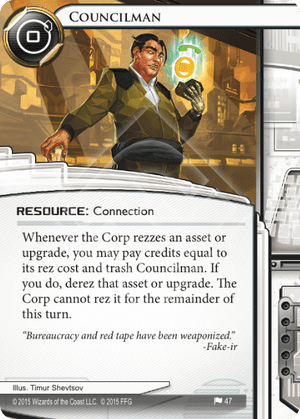 COUNCILMAN
0
RESOURCE: Connection
Whenever the Corp rezzes an asset or
upgrade, you may pay credits equal to
its rez cost and trash Councilman. If
you do, derez that asset or upgrade. The
Corp cannot rez it for the remainder of
this turn.
“Bureaucracy and red tape have been weaponized.”
-Fake-ir
Illus. Timur Shevtsov
© 2015 Wizards of the Coast LLC. © 2015 FFG
47